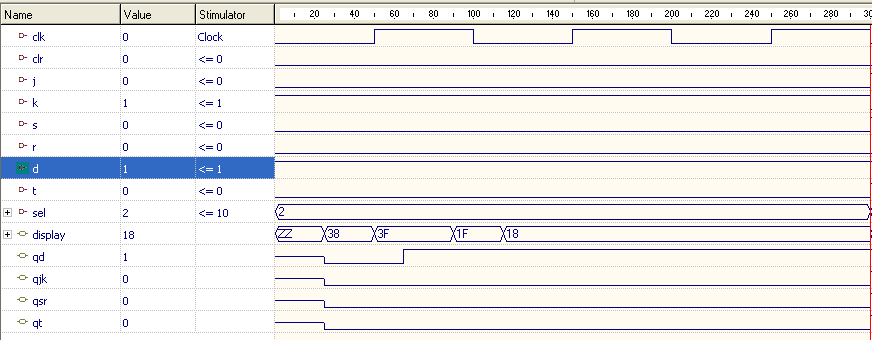 Name Value Stimulator 20 40 60 80 100 120 140 160 180 200 220 240 260 280 30
clk 0 Clock
clr 0 <= 0
j 0 <= 0
k 1 <= 1
s 0 <= 0
r 0 <= 0
d 1 <= 1
t 0 <= 0
sel 2 <= 10 2
display 18 ZZ 38 3F 1F 18
qd 1
qjk 0
qsr 0
qt 0